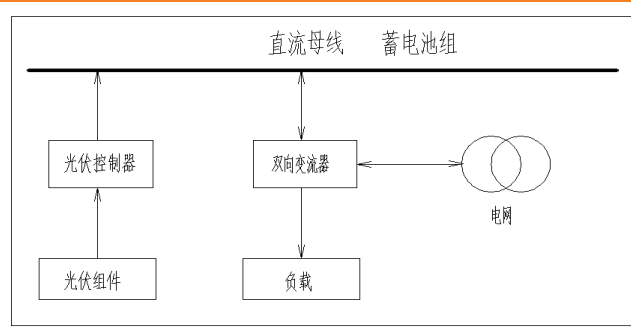 直流母线 蓄电池组
光伏控制器 双向变流器
电网
光伏组件 负载